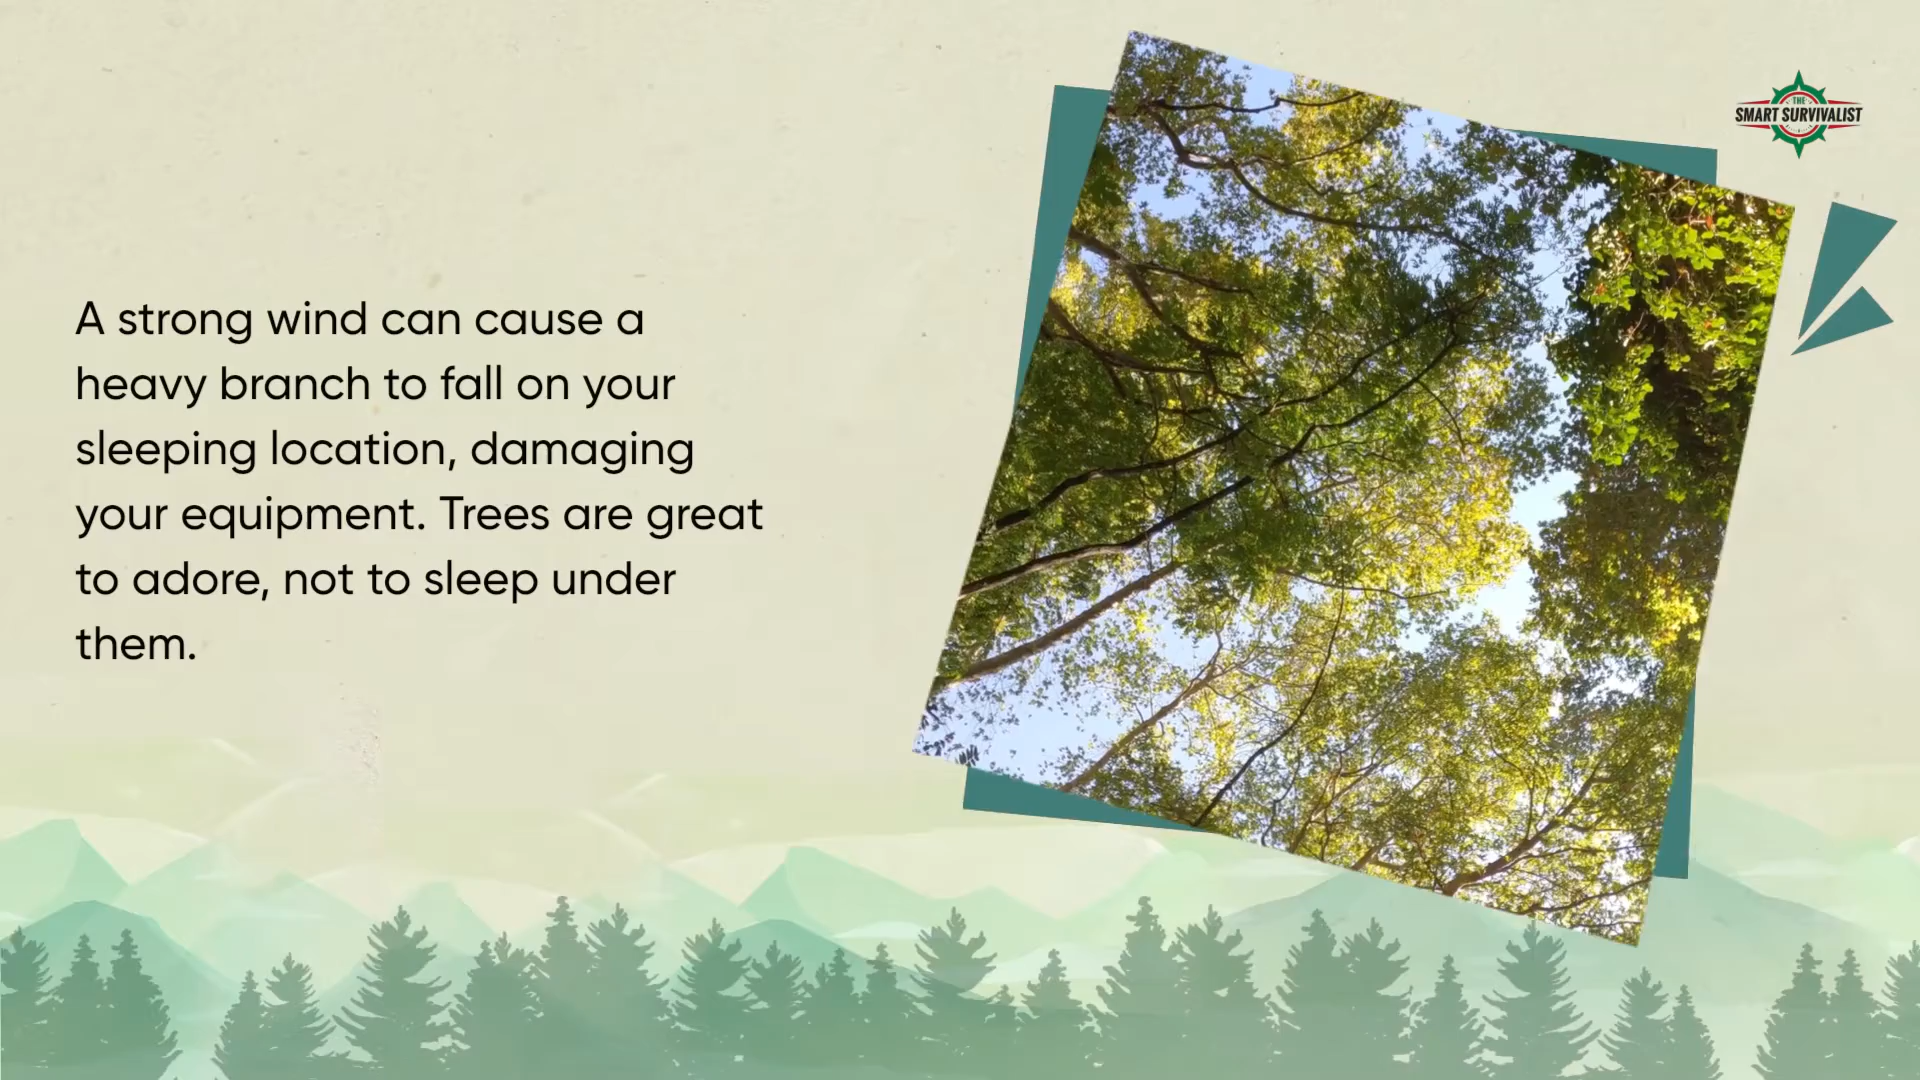 THE
SMART SURVIVALIST
A strong wind can cause a
heavy branch to fall on your
sleeping location, damaging
your equipment. Trees are great
to adore, not to sleep under
them.